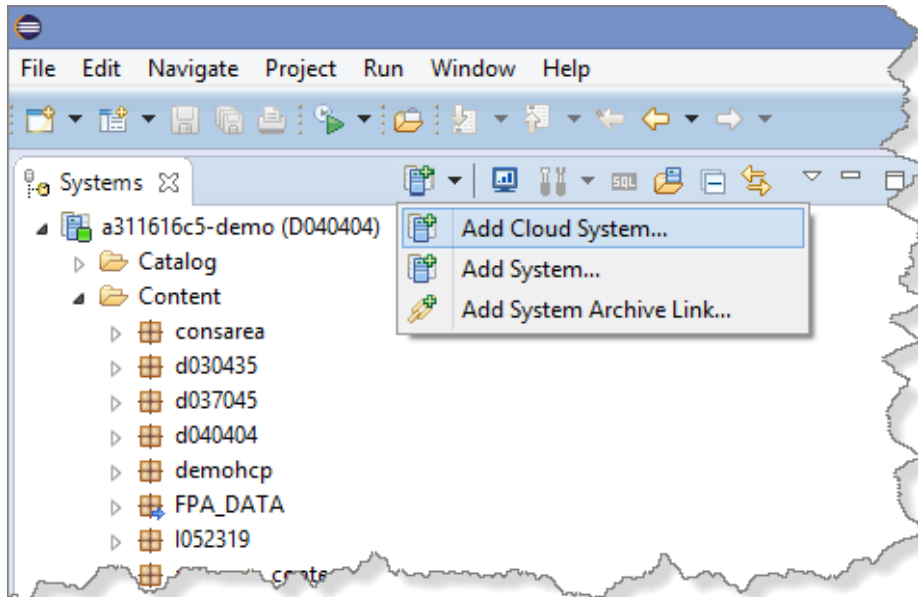 File Edit Navigate Project Run Window Help
SQL
Systems
a311616c5-demo (D040404)
Add Cloud System...
Catalog
Add System...
Content
Add System Archive Link...
consarea
d030435
d037045
d040404
demohcp
FPA_DATA
I052319